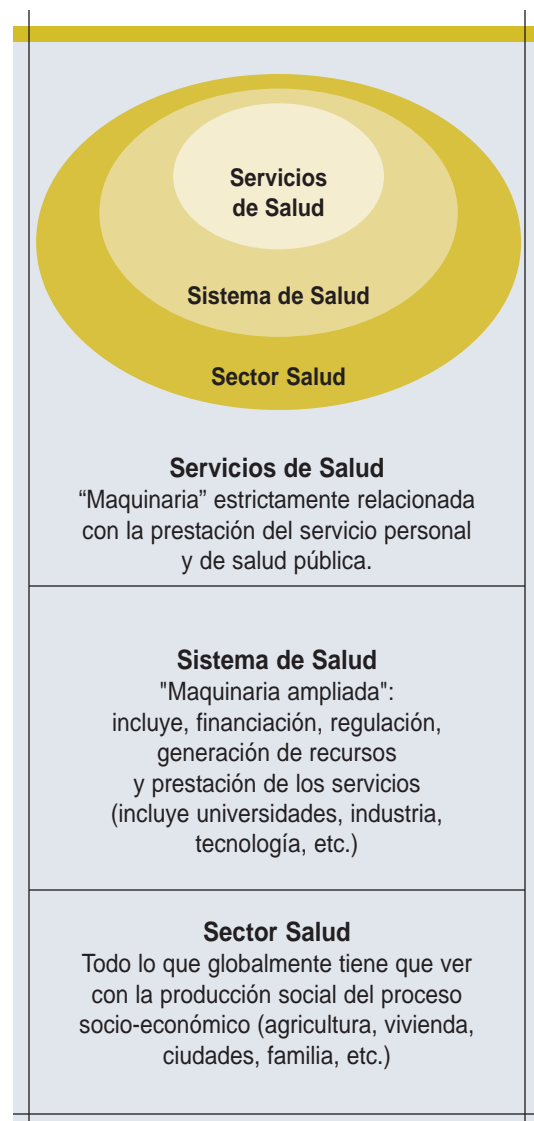 Servicios
de Salud
Sistema de Salud
Sector Salud
Servicios de Salud
“Maquinaria” estrictamente relacionada
con la prestación del servicio personal
y de salud pública.
Sistema de Salud
"Maquinaria ampliada":
incluye, financiación, regulación,
generación de recursos
y prestación de los servicios
(incluye universidades, industria,
tecnología, etc.)
Sector Salud
Todo lo que globalmente tiene que ver
con la producción social del proceso
socio-económico (agricultura, vivienda,
ciudades, familia, etc.)